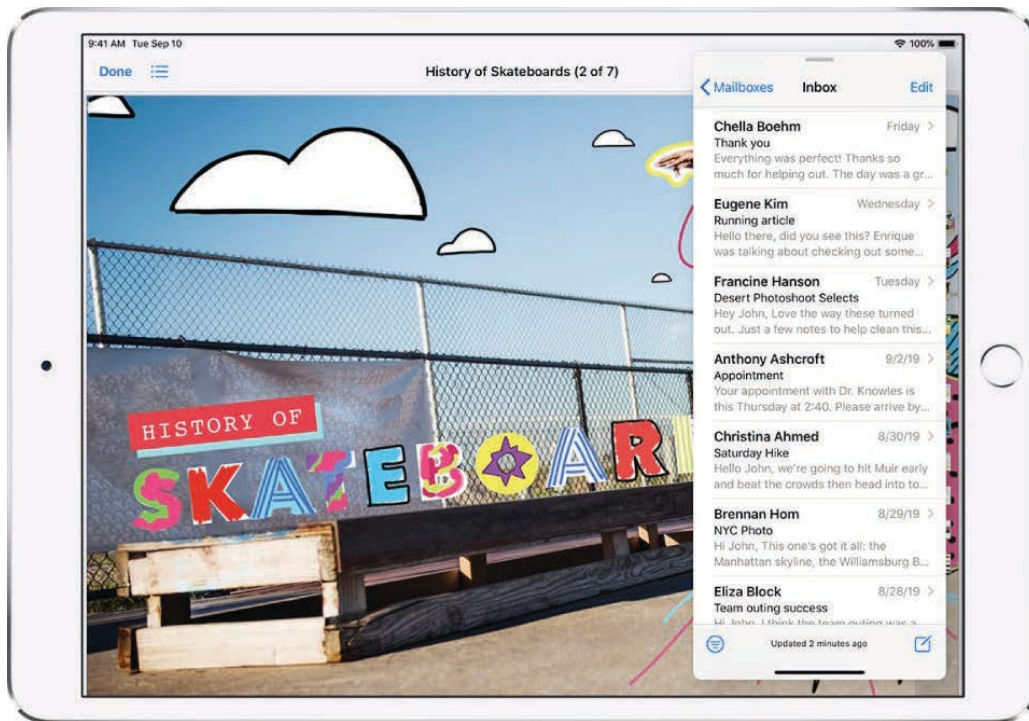 9:41 AM Tue Sep 10
100%
Done
History of Skateboards (2 of 7)
Mailboxes
Inbox
Edit
Chella Boehm
Friday
Thank you
Everything was perfect! Thanks so
much for helping out. The day was a gr...
Eugene Kim
Wednesday
Running article
Hello there, did you see this? Enrique
was talking about checking out some...
Francine Hanson
Tuesday
Desert Photoshoot Selects
Hey John, Love the way these turned
out. Just a few notes to help clean this...
Anthony Ashcroft
9/2/19
Appointment
Your appointment with Dr. Knowles is
this Thursday at 2:40. Please arrive by...
Christina Ahmed
8/30/19
Saturday Hike
Hello John, we're going to hit Muir early
and beat the crowds then head into to...
Brennan Hom
8/29/19
NYC Photo
Hi John, This one's got it all: the
Manhattan skyline, the Williamsburg B...
Eliza Block
8/28/19
Team outing success
Hi John, I think the team outing was a
Updated 2 minutes ago
HISTORY OF
SKATEBOAR